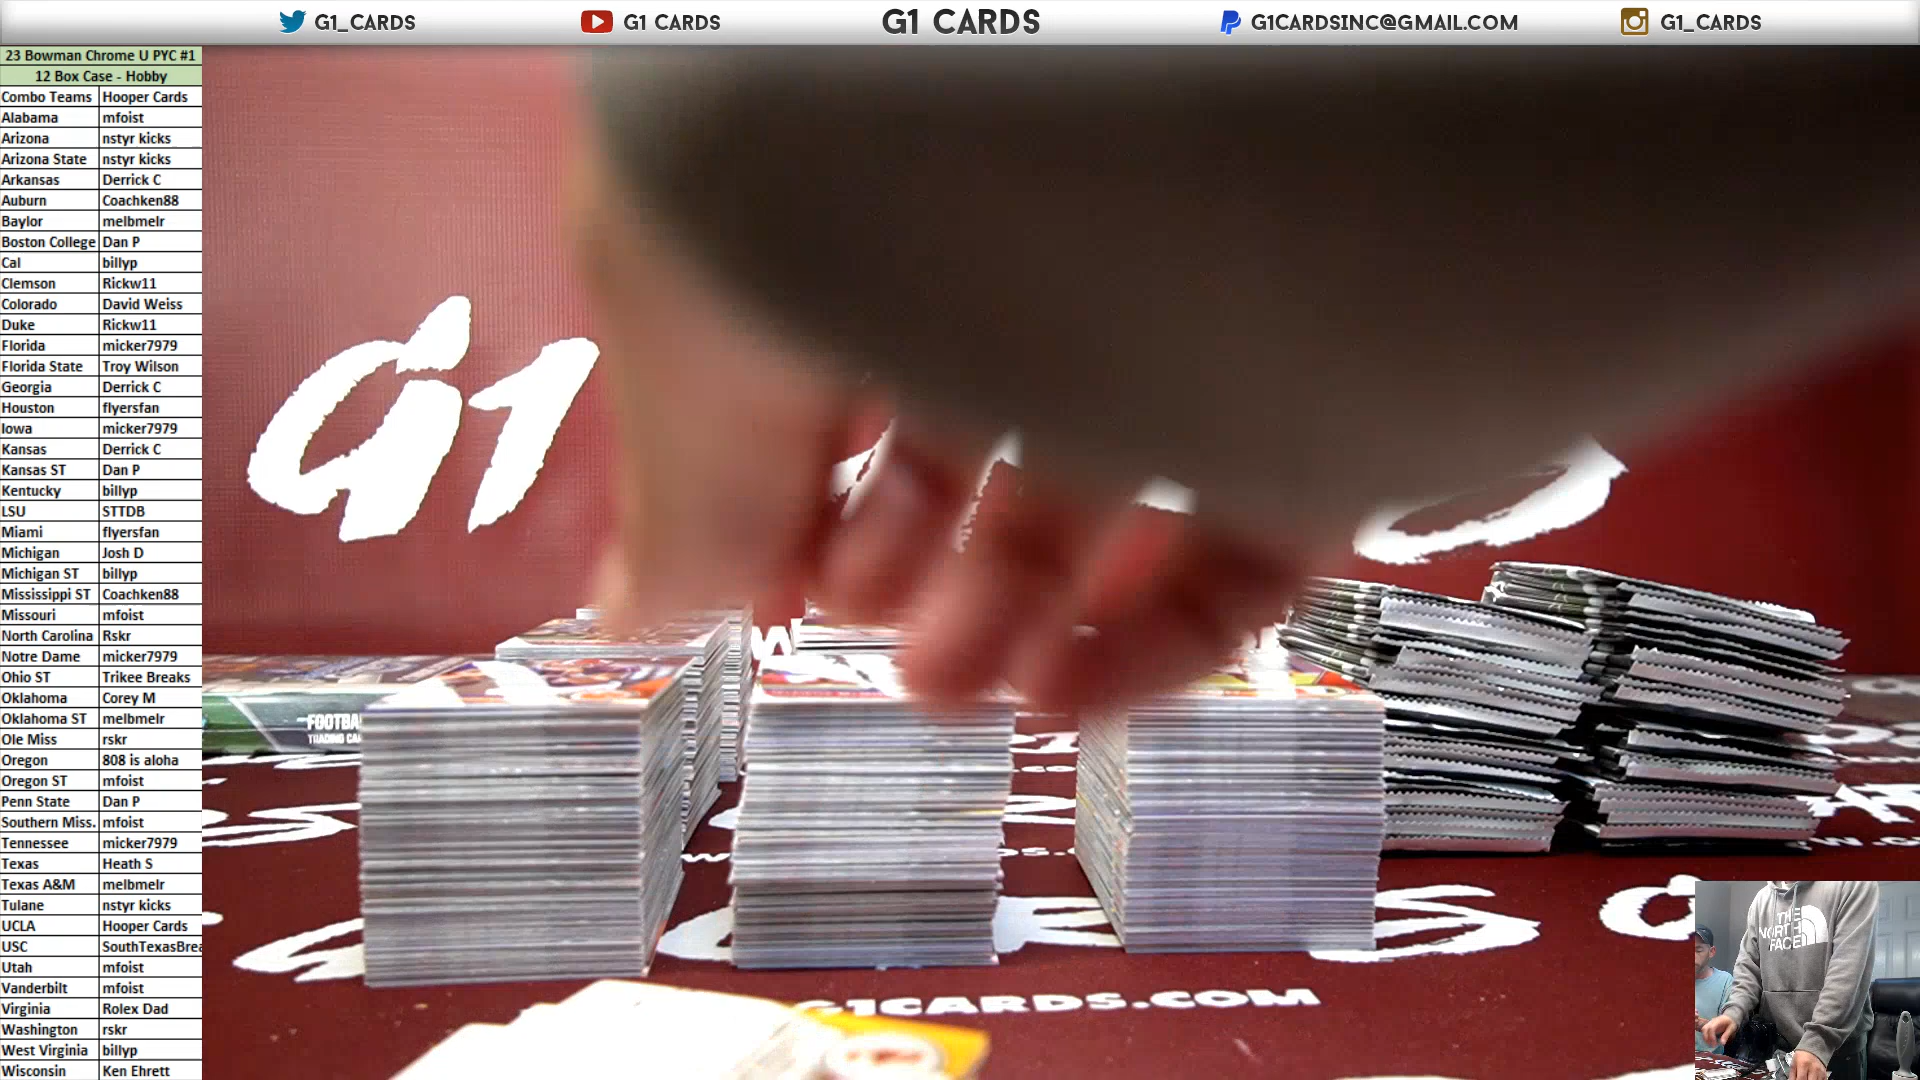 G1_CARDS G1 CARDS G1 CARDS G1CARDSINC@GMAIL.COM G1_CARDS
23 Bowman Chrome U PYC #1
12 Box Case - Hobby
Combo Teams Hooper Cards
Alabama mfoist
Arizona nstyr kicks
Arizona State nstyr kicks
Arkansas Derrick C
Auburn Coachken88
Baylor melbmelr
Boston College Dan P
Cal billyp
Clemson Rickw11
Colorado David Weiss
Duke Rickw11
Florida micker7979
Florida State Troy Wilson
Georgia Derrick C
Houston flyersfan
Iowa micker7979
Kansas Derrick C
Kansas ST Dan P
Kentucky billyp
LSU STTDB
Miami flyersfan
Michigan Josh D
Michigan ST billyp
Mississippi ST Coachken88
Missouri mfoist
North Carolina Rskr
Notre Dame micker7979
Ohio ST Trikee Breaks
Oklahoma Corey M
Oklahoma ST melbmelr
Ole Miss rskr
Oregon 808 is aloha
Oregon ST mfoist
Penn State Dan P
Southern Miss. mfoist
Tennessee micker7979
Texas Heath S
Texas A&M melbmelr
Tulane nstyr kicks
UCLA Hooper Cards
USC SouthTexasBrea
Utah mfoist
Vanderbilt mfoist
Virginia Rolex Dad
Washington rskr
West Virginia billyp
Wisconsin Ken Ehrett
G1
FOOTBA
TRADING CA
G1CARDS.COM
THE
NORTH
FACE